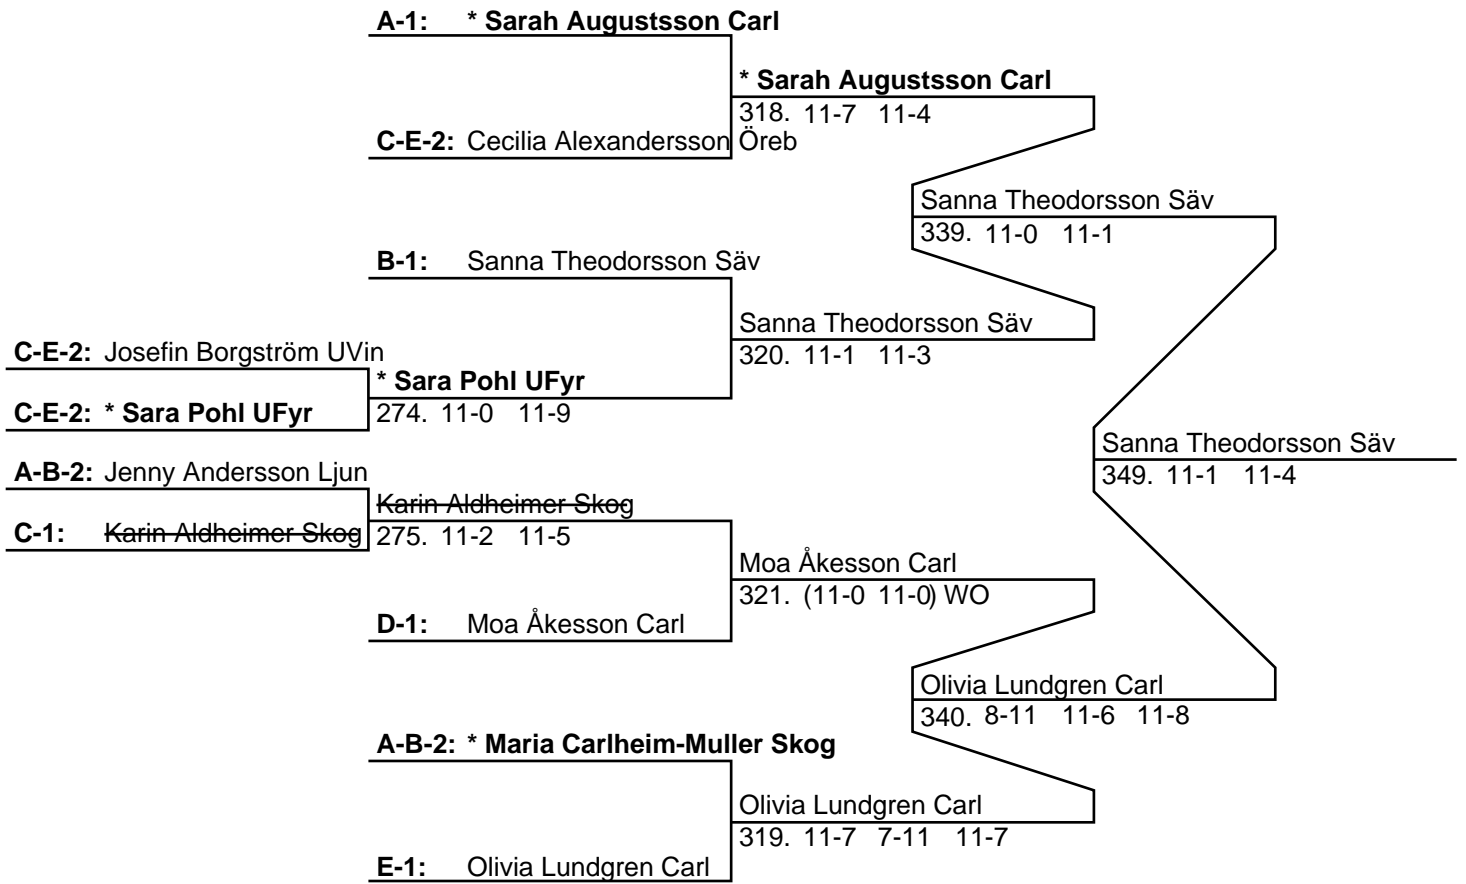 A-1: * Sarah Augustsson Carl
* Sarah Augustsson Carl
318. 11-7 11-4
C-E-2: Cecilia Alexandersson Öreb
Sanna Theodorsson Säv
339. 11-0 11-1
B-1: Sanna Theodorsson Säv
Sanna Theodorsson Säv
320. 11-1 11-3
C-E-2: Josefin Borgström UVin
* Sara Pohl UFyr
274. 11-0 11-9
C-E-2: * Sara Pohl UFyr
Sanna Theodorsson Säv
349. 11-1 11-4
A-B-2: Jenny Andersson Ljun
Karin Aldheimer Skog
275. 11-2 11-5
C-1: Karin Aldheimer Skog
Moa Åkesson Carl
321. (11-0 11-0) WO
D-1: Moa Åkesson Carl
Olivia Lundgren Carl
340. 8-11 11-6 11-8
A-B-2: * Maria Carlheim-Muller Skog
Olivia Lundgren Carl
319. 11-7 7-11 11-7
E-1: Olivia Lundgren Carl